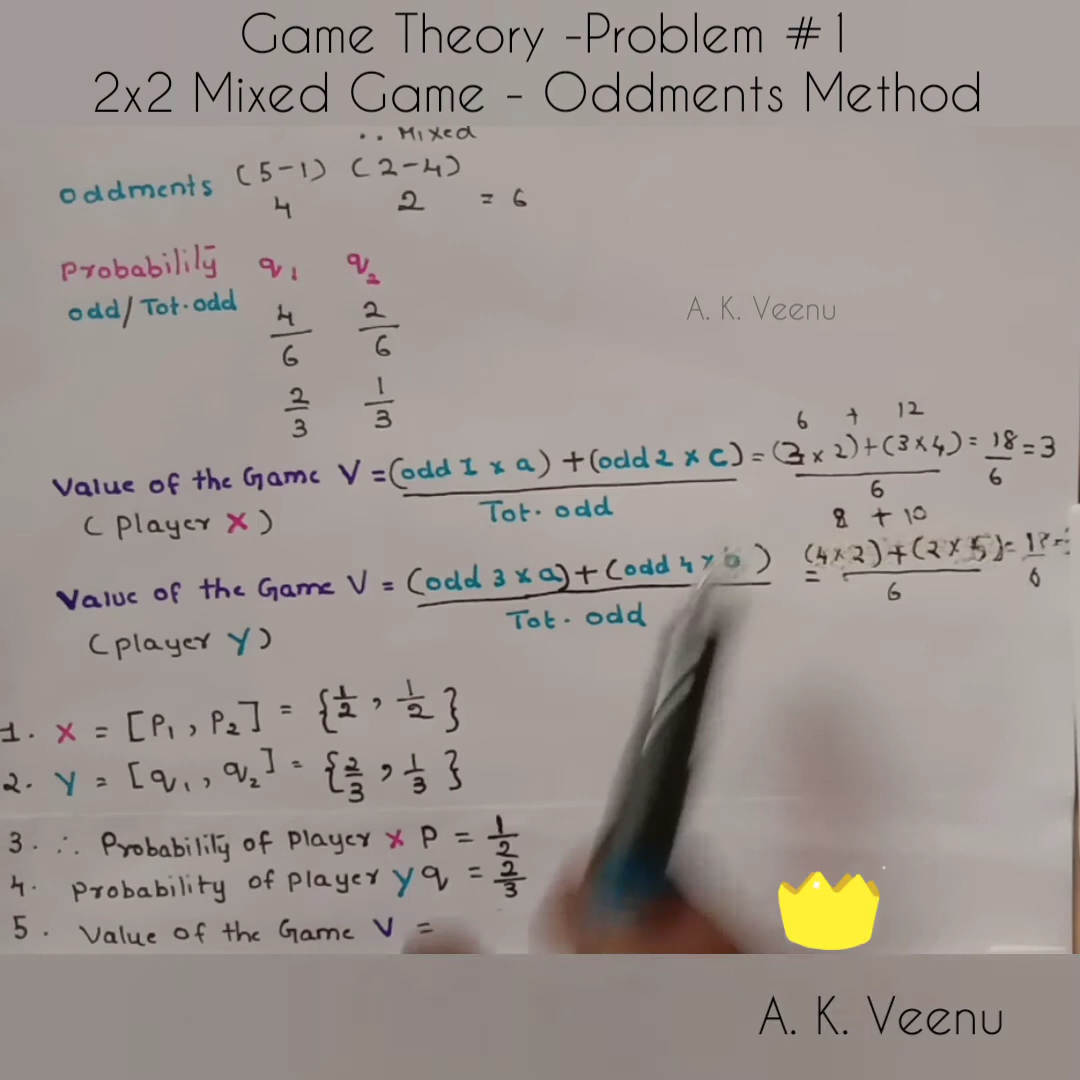 Game Theory -Problem #1
2x2 Mixed Game - Oddments Method
∴ Mixed
oddments (5-1) (2-4)
4 2 = 6
Probability q₁ q₂
odd/Tot.odd 4/6 2/6
2/3 1/3
A. K. Veenu
6 + 12
Value of the Game V = (odd 1 x a) + (odd 2 x c) / Tot. odd = (3 x 2) + (3 x 4) / 6 = 18/6 = 3
(Player X)
8 + 10
Value of the Game V = (odd 3 x a) + (odd 4 x ) / Tot. odd = (4 x 2) + (2 x 5) / 6 =
(Player Y)
1. X = [P₁, P₂] = {1/2, 1/2}
2. Y = [q₁, q₂] = {2/3, 1/3}
3. ∴ Probability of Player X P = 1/2
4. Probability of Player Y q = 2/3
5. Value of the Game V =
A. K. Veenu